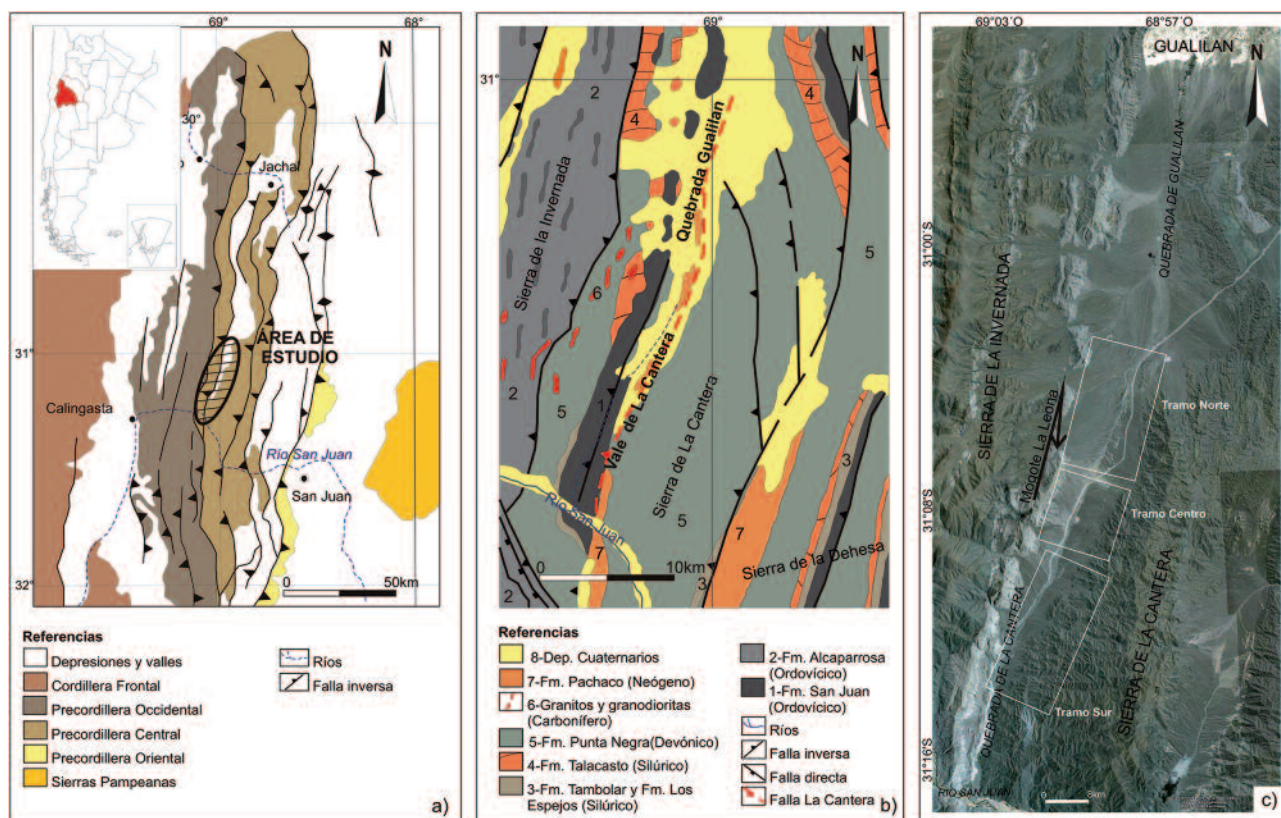 69°
68°
N
30°
Jachal
ÁREA DE
ESTUDIO
31°
Calingasta
Río San Juan
San Juan
32°
0
50km
Referencias
Depresiones y valles
Cordillera Frontal
Precordillera Occidental
Precordillera Central
Precordillera Oriental
Sierras Pampeanas
Ríos
Falla inversa
a)
69°
31°
N
2
4
4
Quebrada Gualilan
Sierra de la Invernada
5
5
6
2
5
1
Vale de La Cantera
Sierra de La Cantera
5
3
Río San Juan
1
7
7
Sierra de la Dehesa
3
2
0
10km
Referencias
8-Dep. Cuaternarios
7-Fm. Pachaco (Neógeno)
6-Granitos y granodioritas
(Carbonífero)
5-Fm. Punta Negra(Devónico)
4-Fm. Talacasto (Silúrico)
3-Fm. Tambolar y Fm. Los
Espejos (Silúrico)
2-Fm. Alcaparrosa
(Ordovícico)
1-Fm. San Juan
(Ordovícico)
Ríos
Falla inversa
Falla directa
Falla La Cantera
b)
69°03´O
68°57´O
GUALILAN
N
QUEBRADA DE GUALILAN
31°00´S
SIERRA DE LA INVERNADA
Mogote La Leona
Tramo Norte
31°08´S
Tramo Centro
QUEBRADA DE LA CANTERA
SIERRA DE LA CANTERA
Tramo Sur
31°16´S
RIO SAN JUAN
0
8km
c)